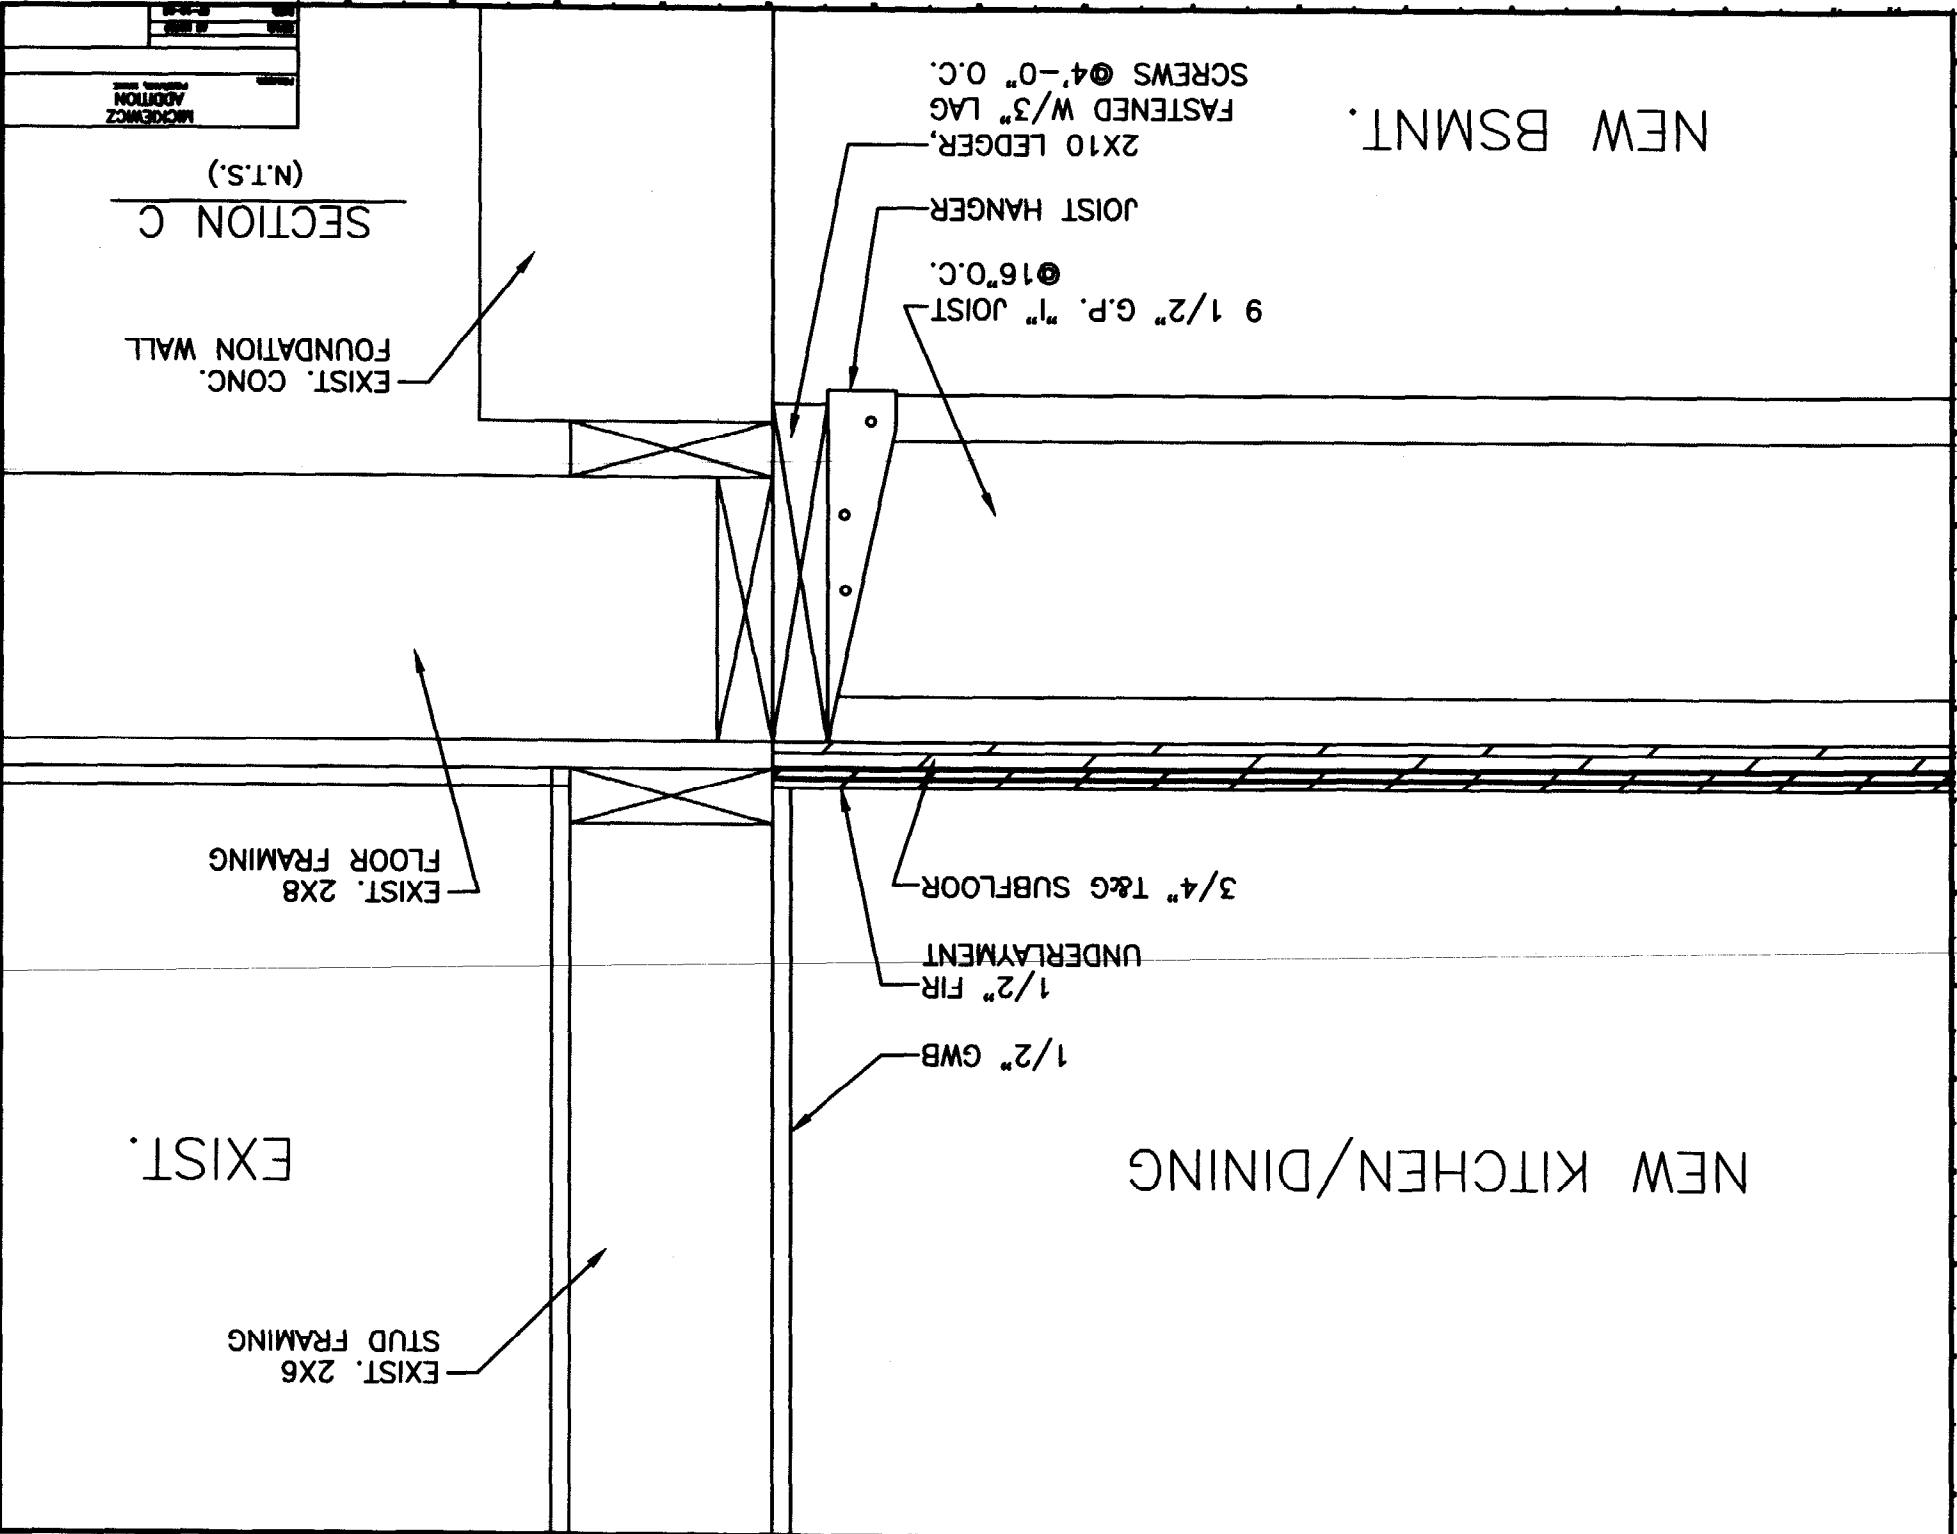 EXIST. 2X6
STUD FRAMING
NEW KITCHEN/DINING
EXIST.
1/2" GWB
1/2" FIR
UNDERLAYMENT
3/4" T&G SUBFLOOR
EXIST. 2X8
FLOOR FRAMING
9 1/2" G.P. "I" JOIST
@16"O.C.
JOIST HANGER
2X10 LEDGER,
FASTENED W/3" LAG
SCREWS @4'-0" O.C.
NEW BSMNT.
EXIST. CONC.
FOUNDATION WALL
SECTION C
(N.T.S.)
MICKIEWICZ
ADDITION